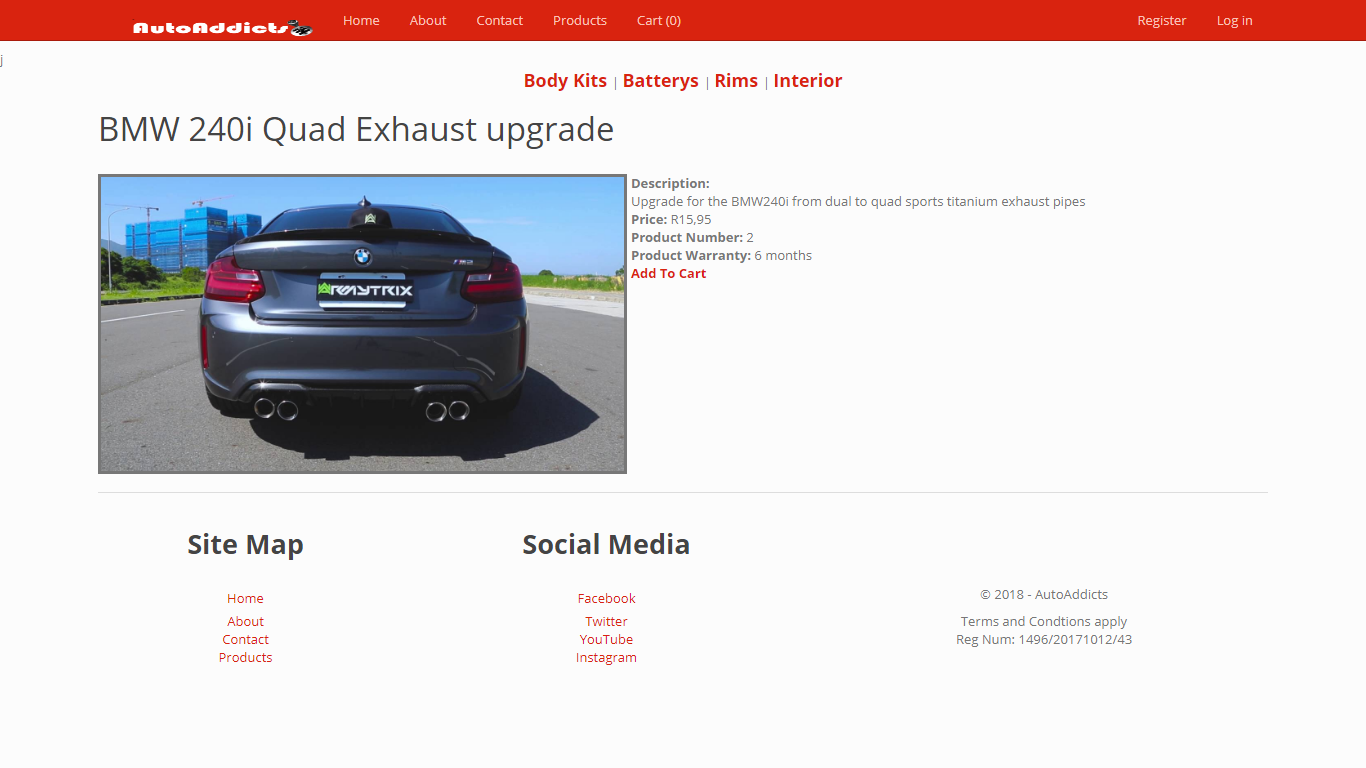 AutoAddicts Home About Contact Products Cart (0) Register Log in
j
Body Kits | Batterys | Rims | Interior
BMW 240i Quad Exhaust upgrade
Description:
Upgrade for the BMW240i from dual to quad sports titanium exhaust pipes
Price: R15,95
Product Number: 2
Product Warranty: 6 months
Add To Cart
ARMYTRIX
Site Map
Home
About
Contact
Products
Social Media
Facebook
Twitter
YouTube
Instagram
© 2018 - AutoAddicts
Terms and Condtions apply
Reg Num: 1496/20171012/43